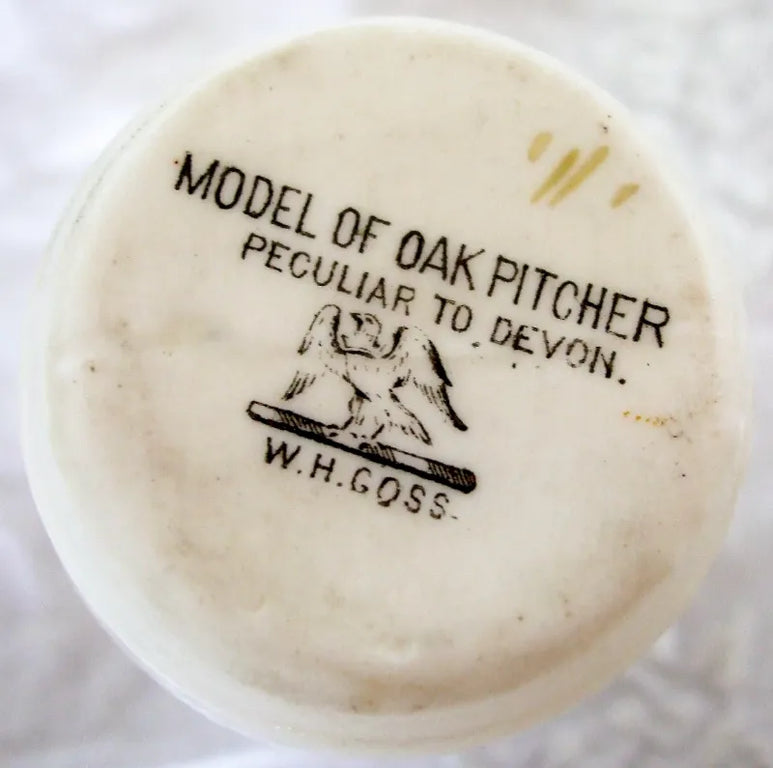 MODEL OF OAK PITCHER
PECULIAR TO DEVON.
W.H.GOSS.